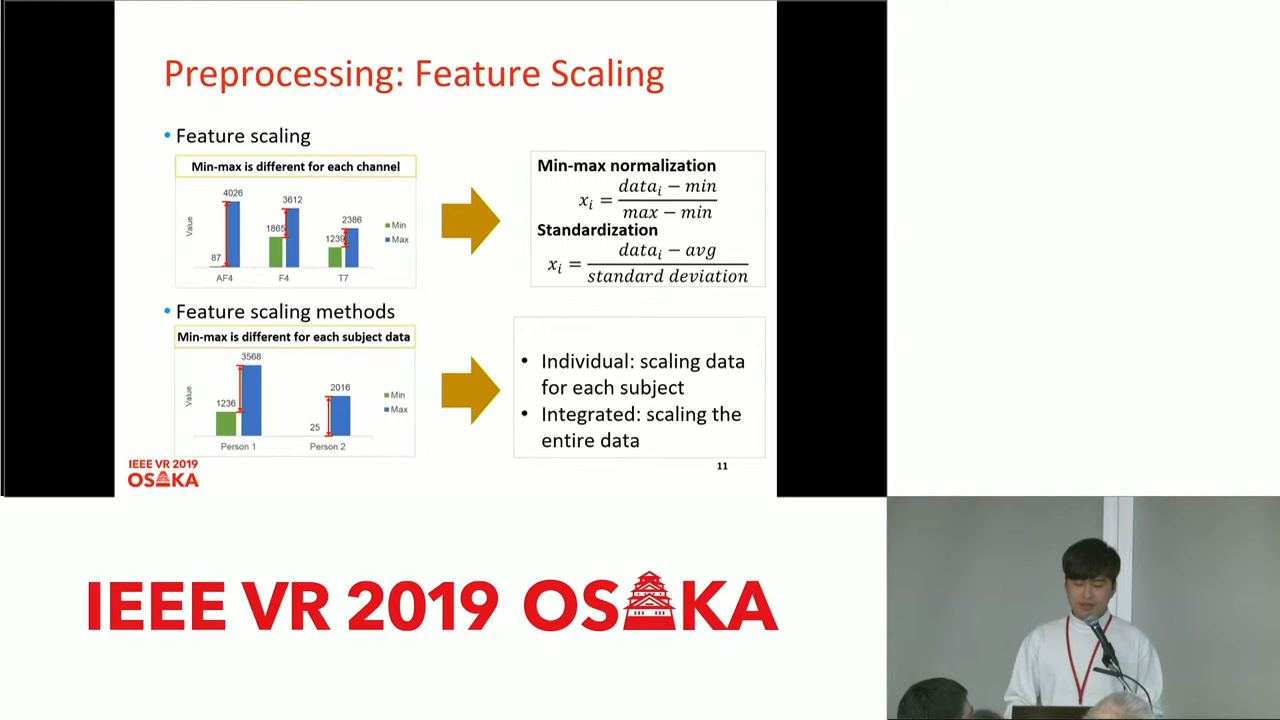 Preprocessing: Feature Scaling
• Feature scaling
Min-max is different for each channel
4026
3612
2386
1865
1239
87
Value
Min
Max
AF4 F4 T7
Min-max normalization
x_i = (data_i − min) / (max − min)
Standardization
x_i = (data_i − avg) / (standard deviation)
• Feature scaling methods
Min-max is different for each subject data
3568
2016
1236
25
Value
Min
Max
Person 1 Person 2
• Individual: scaling data
for each subject
• Integrated: scaling the
entire data
IEEE VR 2019
OSAKA
11
IEEE VR 2019 OSAKA